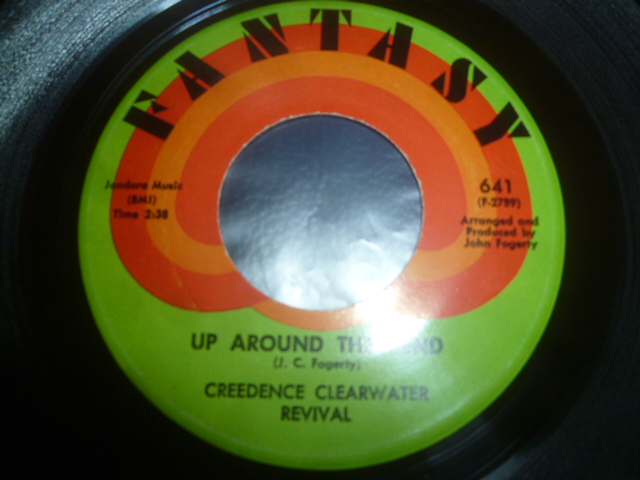 FANTASY
Jondora Music
(BMI)
Time 2:38
641
(F-2789)
Arranged and
Produced by
John Fogerty
UP AROUND
(J. C. Fogerty)
CREEDENCE CLEARWATER
REVIVAL